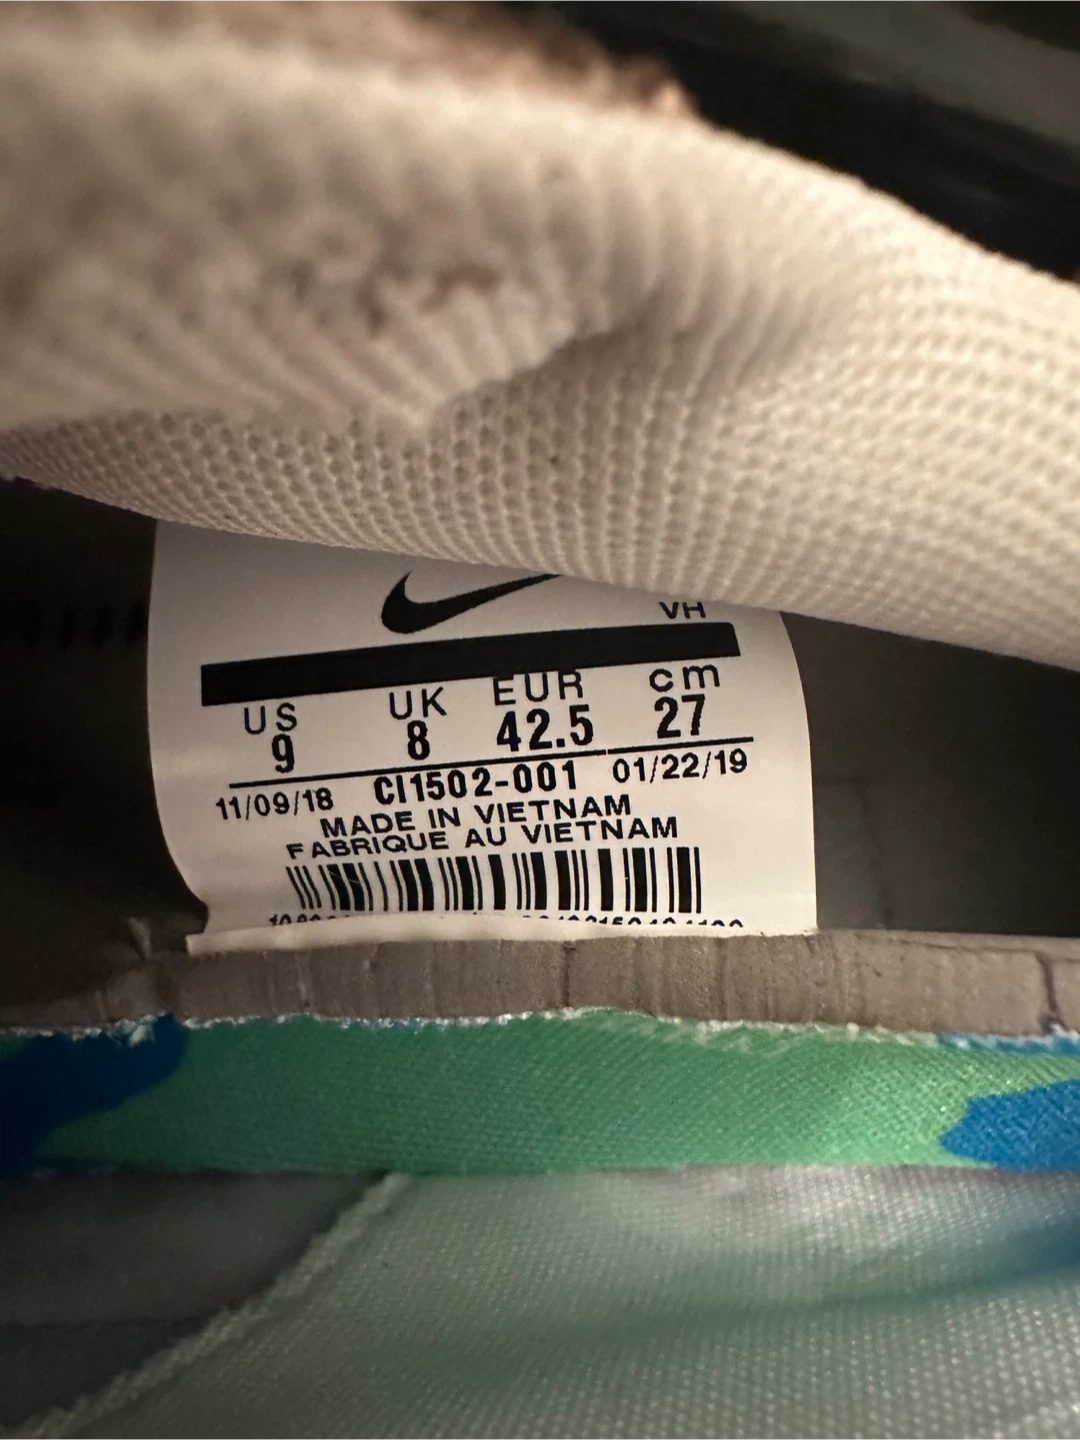 VH
US UK EUR cm
9 8 42.5 27
11/09/18 CI1502-001 01/22/19
MADE IN VIETNAM
FABRIQUE AU VIETNAM